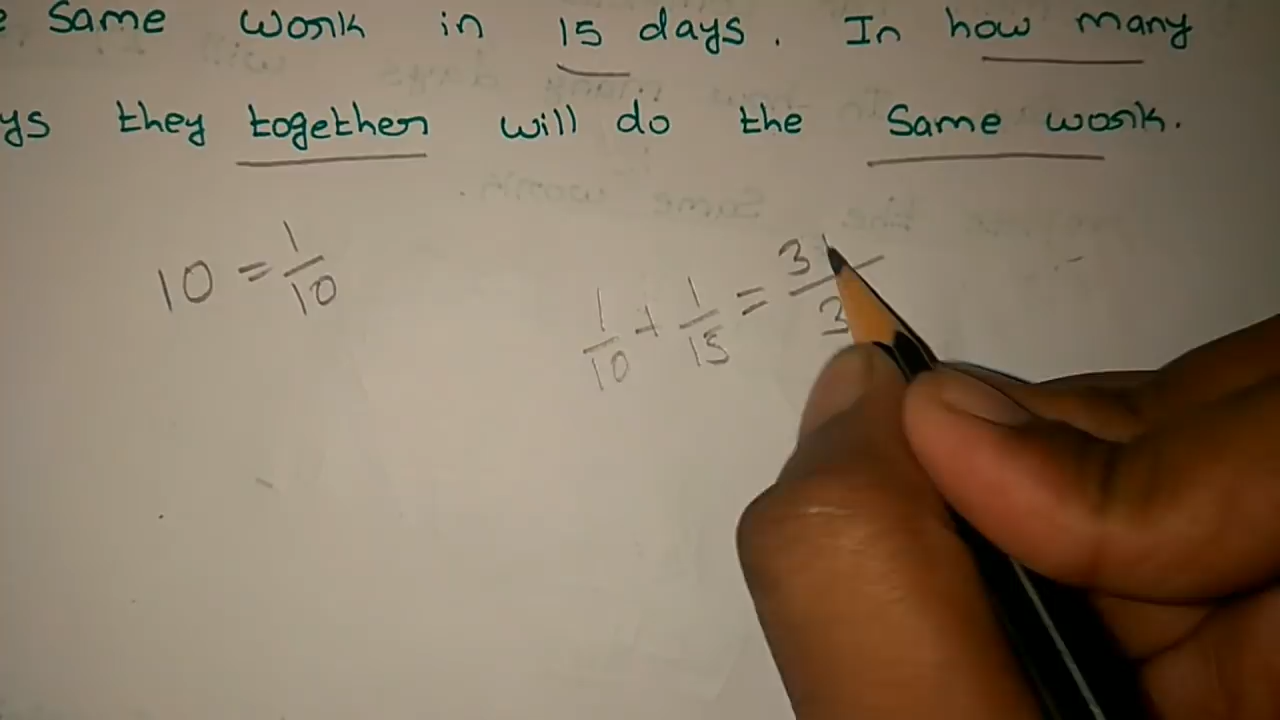 Same work in 15 days. In how many
ys they together will do the Same work.
10 = 1/10
1/10 + 1/15 = 3